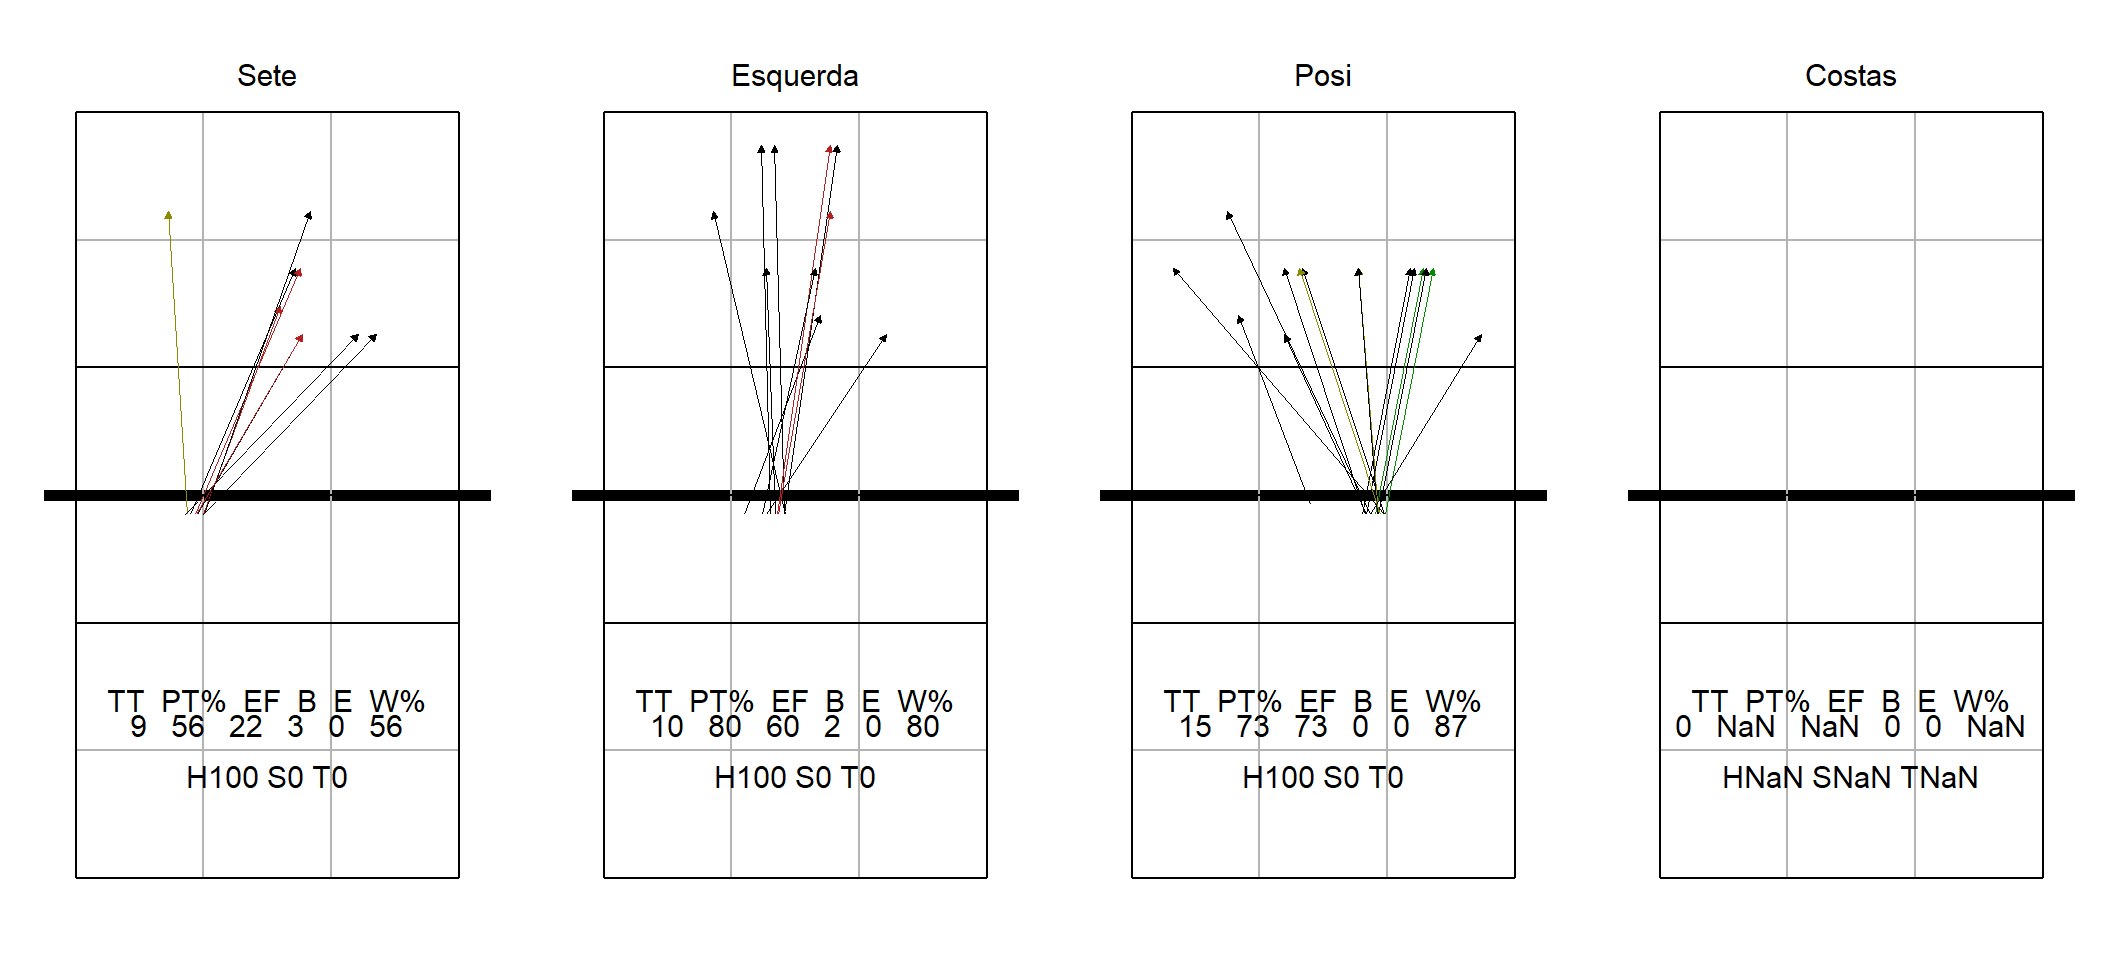 Sete
TT PT% EF B E W%
9 56 22 3 0 56
H100 S0 T0
Esquerda
TT PT% EF B E W%
10 80 60 2 0 80
H100 S0 T0
Posi
TT PT% EF B E W%
15 73 73 0 0 87
H100 S0 T0
Costas
TT PT% EF B E W%
0 NaN NaN 0 0 NaN
HNaN SNaN TNaN